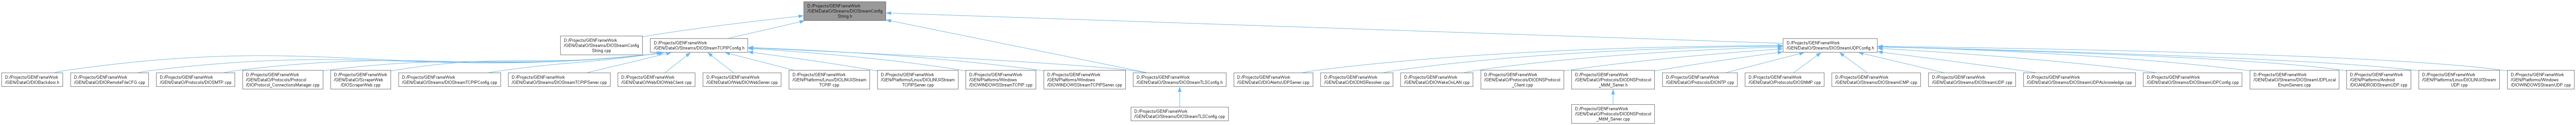 D:/Projects/GENFrameWork
/GEN/DataIO/Streams/DIOStreamConfig
String.h
D:/Projects/GENFrameWork
/GEN/DataIO/Streams/DIOStreamConfig
String.cpp
D:/Projects/GENFrameWork
/GEN/DataIO/Streams/DIOStreamTCPIPConfig.h
D:/Projects/GENFrameWork
/GEN/DataIO/Streams/DIOStreamUDPConfig.h
D:/Projects/GENFrameWork
/GEN/DataIO/DIOBackdoor.h
D:/Projects/GENFrameWork
/GEN/DataIO/DIORemoteFileCFG.cpp
D:/Projects/GENFrameWork
/GEN/DataIO/Protocols/DIOSMTP.cpp
D:/Projects/GENFrameWork
/GEN/DataIO/Protocols/Protocol
/DIOProtocol_ConnectionsManager.cpp
D:/Projects/GENFrameWork
/GEN/DataIO/ScraperWeb
/DIOScraperWeb.cpp
D:/Projects/GENFrameWork
/GEN/DataIO/Streams/DIOStreamTCPIPConfig.cpp
D:/Projects/GENFrameWork
/GEN/DataIO/Streams/DIOStreamTCPIPServer.cpp
D:/Projects/GENFrameWork
/GEN/DataIO/Web/DIOWebClient.cpp
D:/Projects/GENFrameWork
/GEN/DataIO/Web/DIOWebServer.cpp
D:/Projects/GENFrameWork
/GEN/Platforms/Linux/DIOLINUXStream
TCPIP.cpp
D:/Projects/GENFrameWork
/GEN/Platforms/Linux/DIOLINUXStream
TCPIPServer.cpp
D:/Projects/GENFrameWork
/GEN/Platforms/Windows
/DIOWINDOWSStreamTCPIP.cpp
D:/Projects/GENFrameWork
/GEN/Platforms/Windows
/DIOWINDOWSStreamTCPIPServer.cpp
D:/Projects/GENFrameWork
/GEN/DataIO/Streams/DIOStreamTLSConfig.h
D:/Projects/GENFrameWork
/GEN/DataIO/DIOAlertsUDPServer.cpp
D:/Projects/GENFrameWork
/GEN/DataIO/DIODNSResolver.cpp
D:/Projects/GENFrameWork
/GEN/DataIO/DIOWakeOnLAN.cpp
D:/Projects/GENFrameWork
/GEN/DataIO/Protocols/DIODNSProtocol
_Client.cpp
D:/Projects/GENFrameWork
/GEN/DataIO/Protocols/DIODNSProtocol
_MitM_Server.h
D:/Projects/GENFrameWork
/GEN/DataIO/Protocols/DIONTP.cpp
D:/Projects/GENFrameWork
/GEN/DataIO/Protocols/DIOSNMP.cpp
D:/Projects/GENFrameWork
/GEN/DataIO/Streams/DIOStreamICMP.cpp
D:/Projects/GENFrameWork
/GEN/DataIO/Streams/DIOStreamUDP.cpp
D:/Projects/GENFrameWork
/GEN/DataIO/Streams/DIOStreamUDPAcknowledge.cpp
D:/Projects/GENFrameWork
/GEN/DataIO/Streams/DIOStreamUDPConfig.cpp
D:/Projects/GENFrameWork
/GEN/DataIO/Streams/DIOStreamUDPLocal
EnumServers.cpp
D:/Projects/GENFrameWork
/GEN/Platforms/Android
/DIOANDROIDStreamUDP.cpp
D:/Projects/GENFrameWork
/GEN/Platforms/Linux/DIOLINUXStream
UDP.cpp
D:/Projects/GENFrameWork
/GEN/Platforms/Windows
/DIOWINDOWSStreamUDP.cpp
D:/Projects/GENFrameWork
/GEN/DataIO/Streams/DIOStreamTLSConfig.cpp
D:/Projects/GENFrameWork
/GEN/DataIO/Protocols/DIODNSProtocol
_MitM_Server.cpp